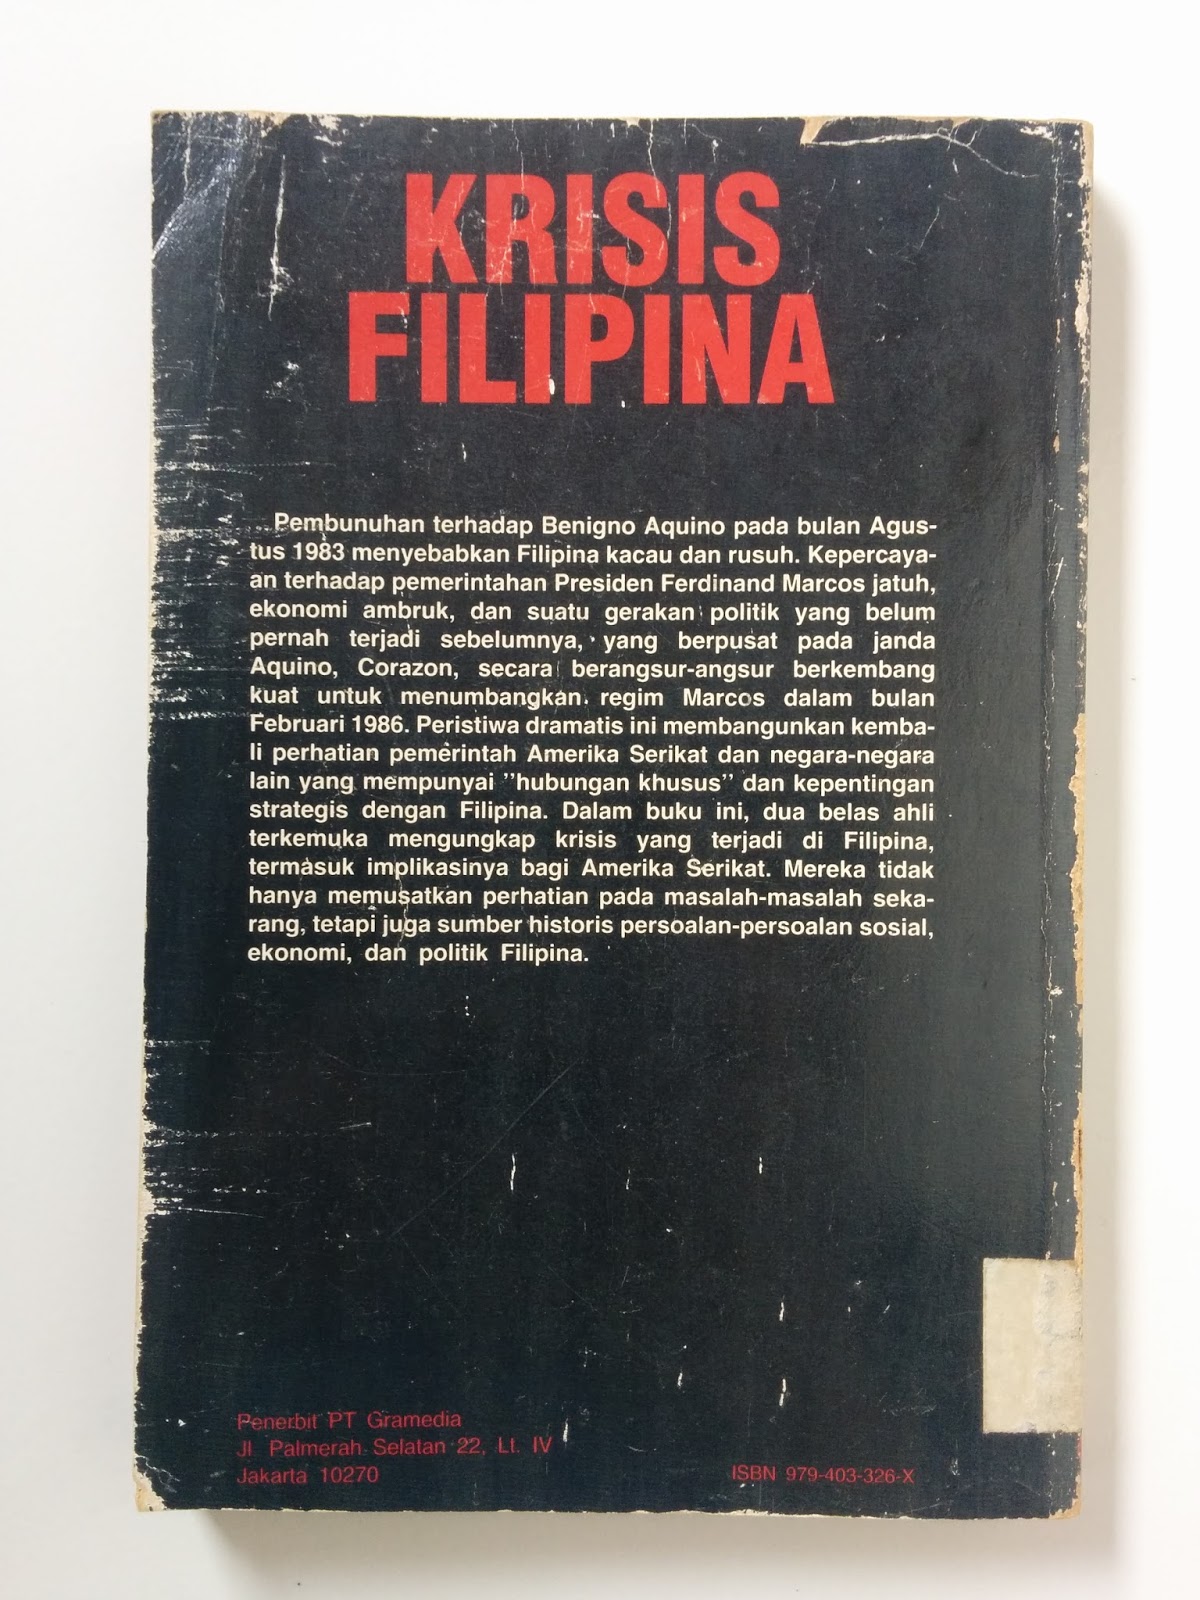 KRISIS
FILIPINA
Pembunuhan terhadap Benigno Aquino pada bulan Agus-
tus 1983 menyebabkan Filipina kacau dan rusuh. Kepercaya-
an terhadap pemerintahan Presiden Ferdinand Marcos jatuh,
ekonomi ambruk, dan suatu gerakan politik yang belum
pernah terjadi sebelumnya, yang berpusat pada janda
Aquino, Corazon, secara berangsur-angsur berkembang
kuat untuk menumbangkan regim Marcos dalam bulan
Februari 1986. Peristiwa dramatis ini membangunkan kemba-
li perhatian pemerintah Amerika Serikat dan negara-negara
lain yang mempunyai ''hubungan khusus'' dan kepentingan
strategis dengan Filipina. Dalam buku ini, dua belas ahli
terkemuka mengungkap krisis yang terjadi di Filipina,
termasuk implikasinya bagi Amerika Serikat. Mereka tidak
hanya memusatkan perhatian pada masalah-masalah seka-
rang, tetapi juga sumber historis persoalan-persoalan sosial,
ekonomi, dan politik Filipina.
Penerbit PT Gramedia
Jl. Palmerah Selatan 22, Lt. IV
Jakarta 10270
ISBN 979-403-326-X